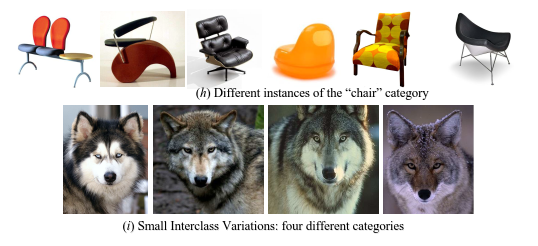 (h) Different instances of the “chair” category
(i) Small Interclass Variations: four different categories